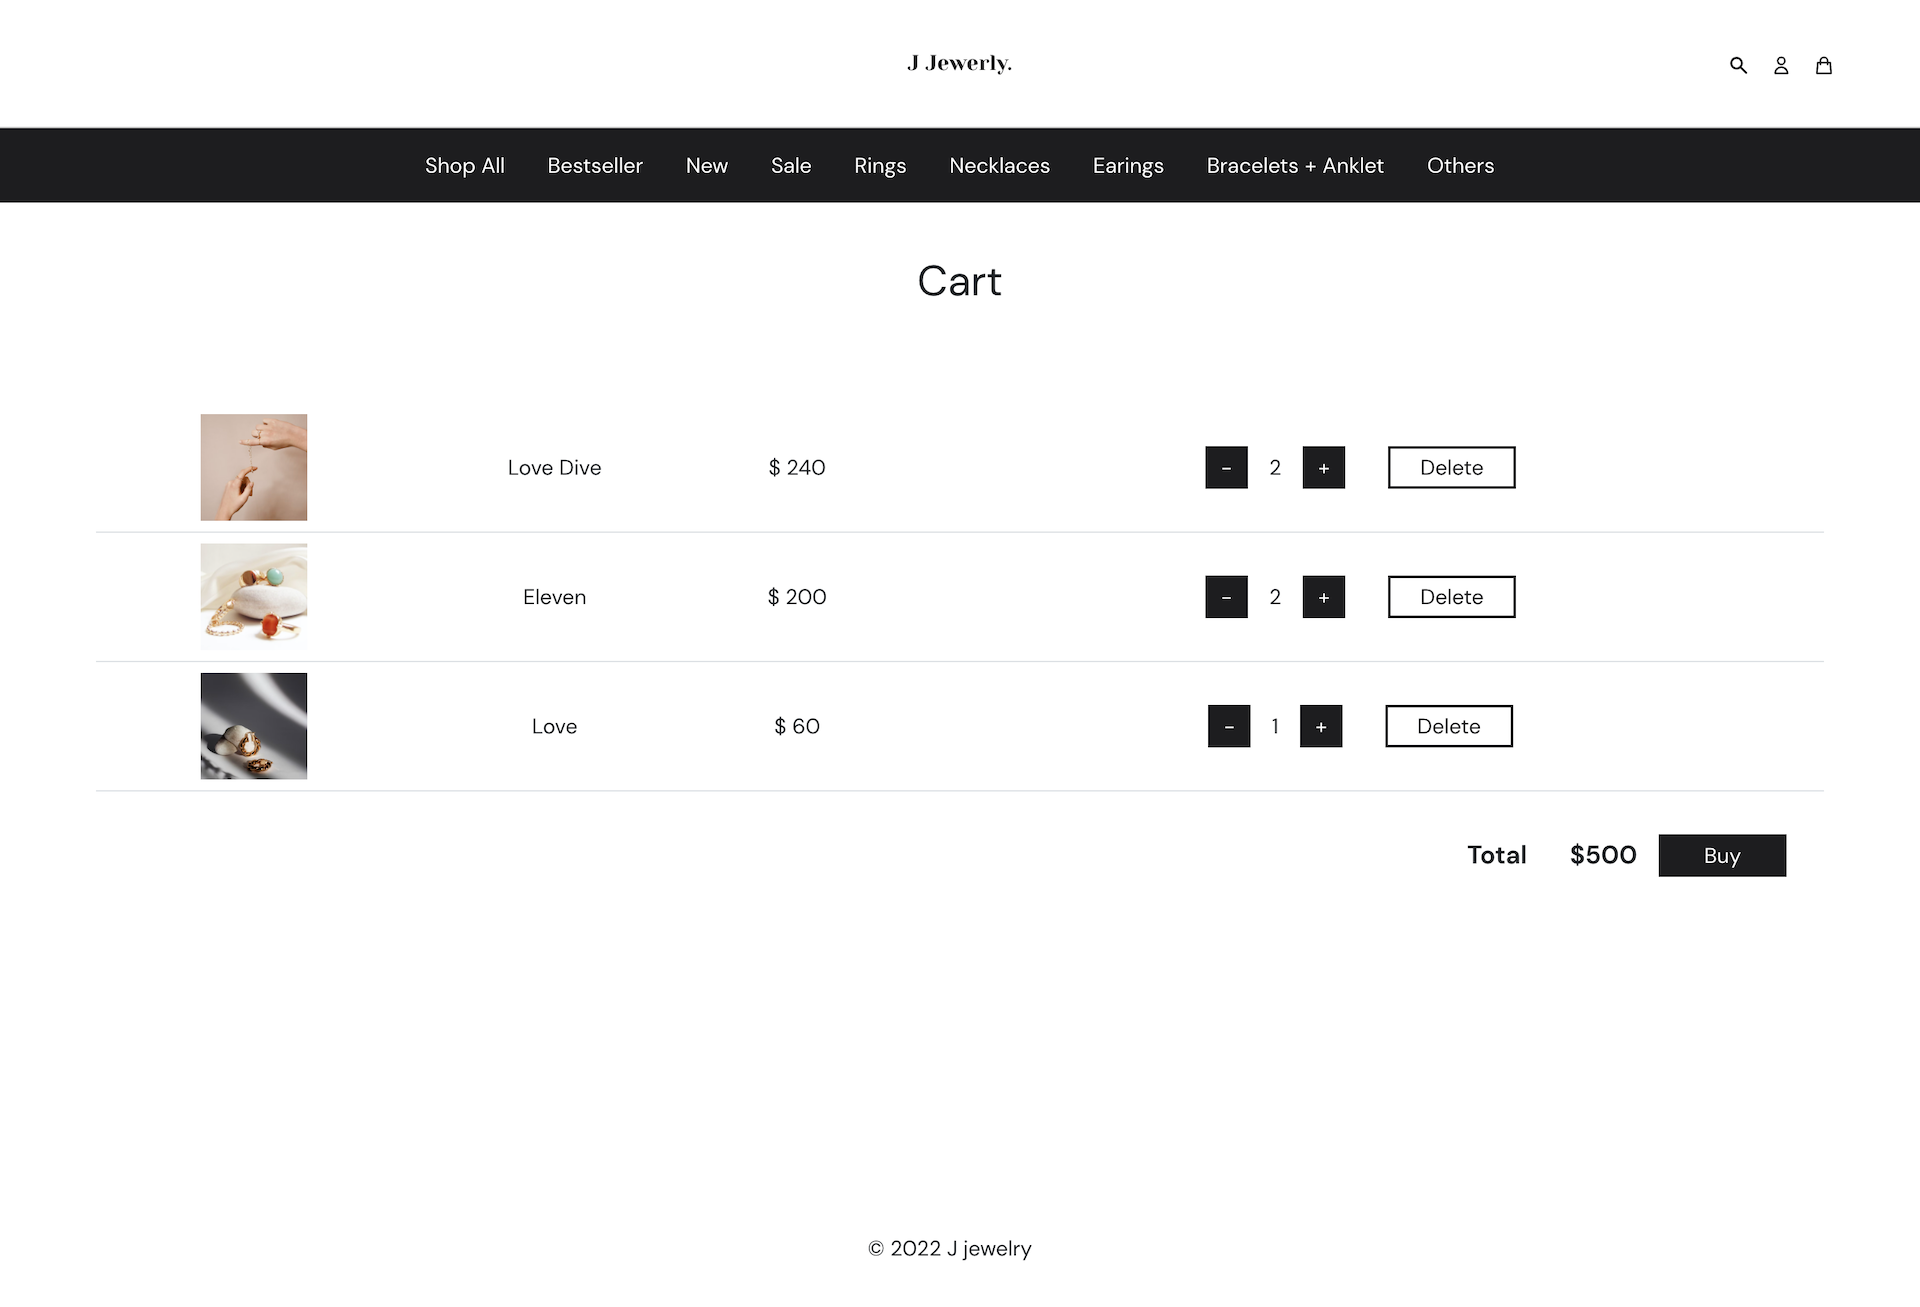 J Jewerly.
Shop All Bestseller New Sale Rings Necklaces Earings Bracelets + Anklet Others
Cart
Love Dive $ 240 - 2 + Delete
Eleven $ 200 - 2 + Delete
Love $ 60 - 1 + Delete
Total $500 Buy
© 2022 J jewelry